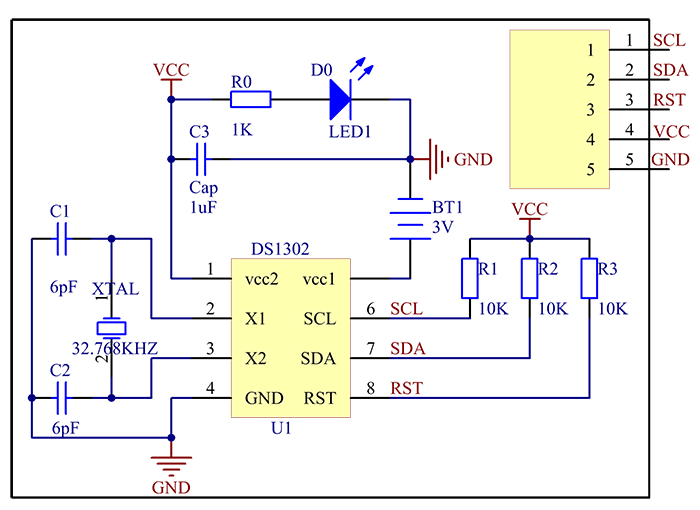 1 SCL
1
2 SDA
2
3 RST
3
4 VCC
4
5 GND
5
VCC
R0
1K
D0
LED1
C3
Cap
1uF
GND
BT1
3V
VCC
C1
6pF
XTAL
1
32.768KHZ
2
C2
6pF
DS1302
1 vcc2 vcc1
2 X1 SCL 6 SCL
3 X2 SDA 7 SDA
4 GND RST 8 RST
U1
R1
10K
R2
10K
R3
10K
GND